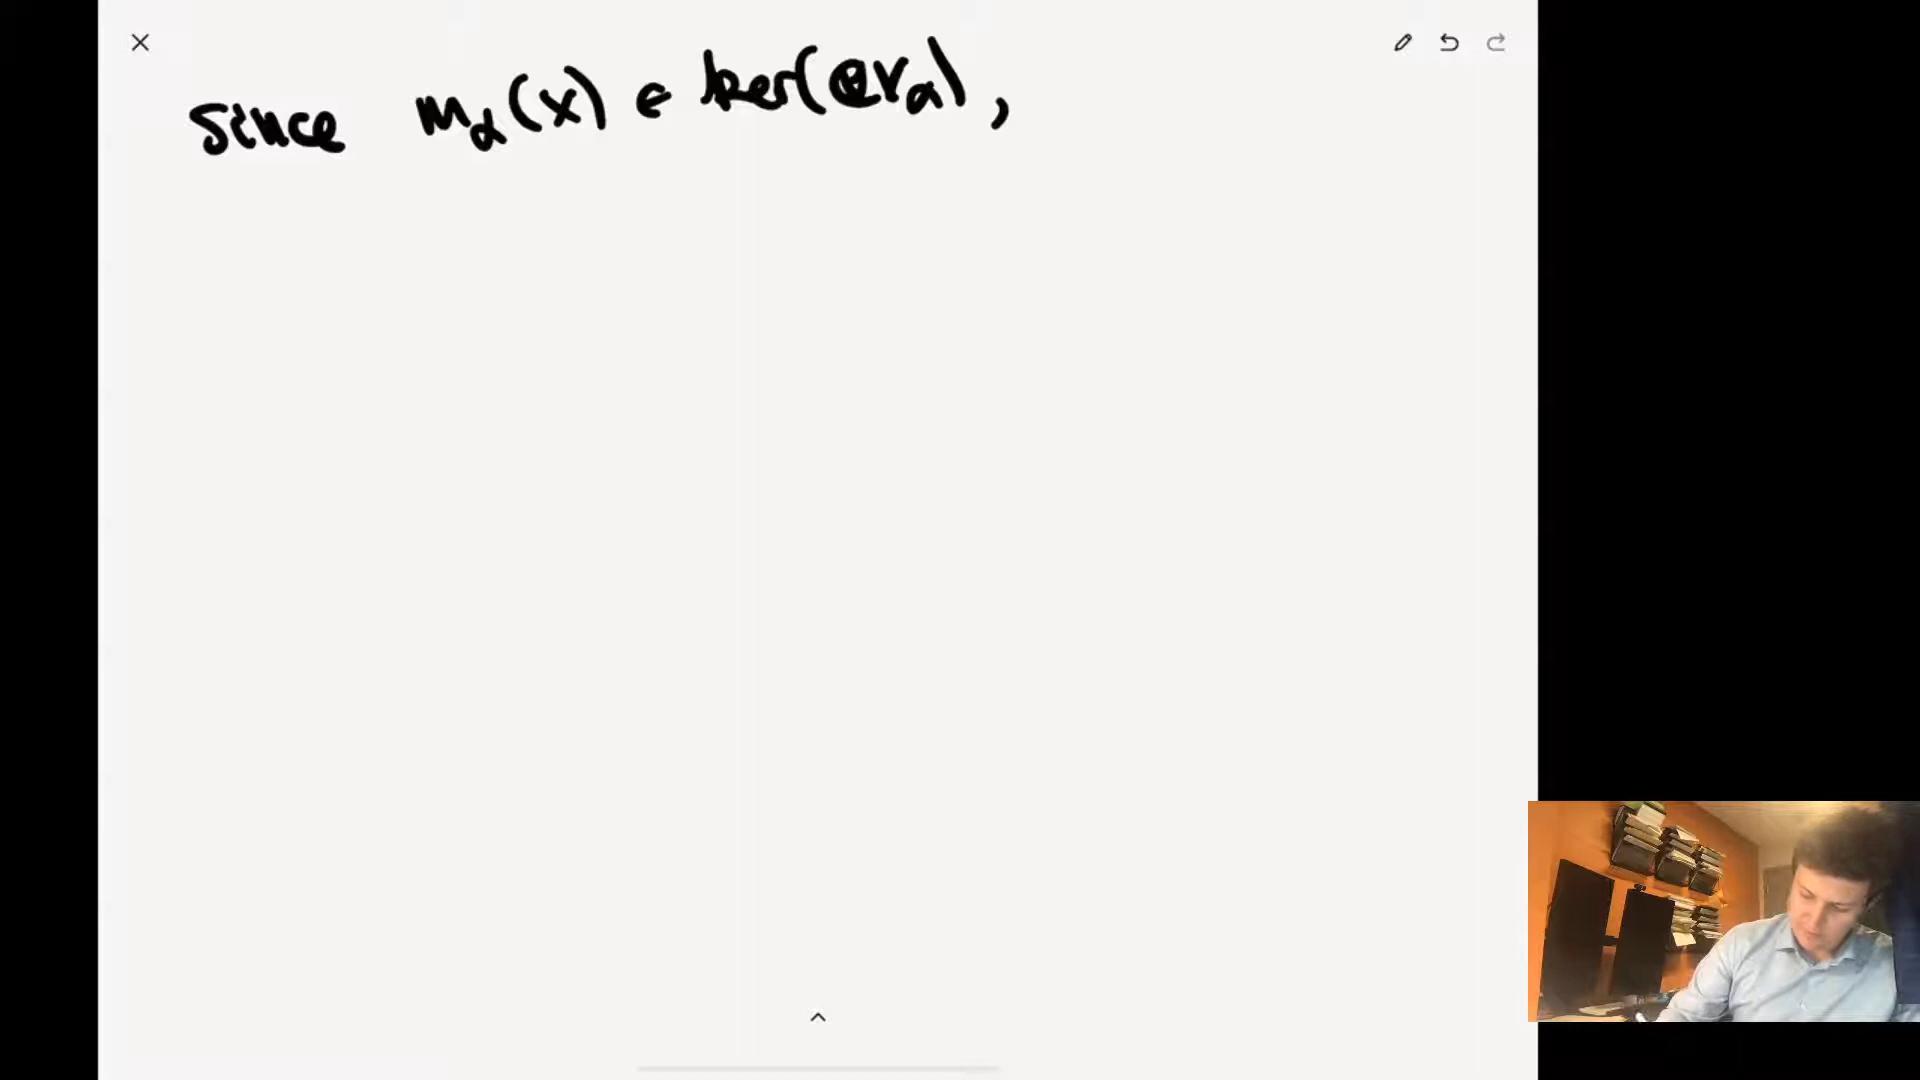 since m_α(x) ∈ ker(ev_α),